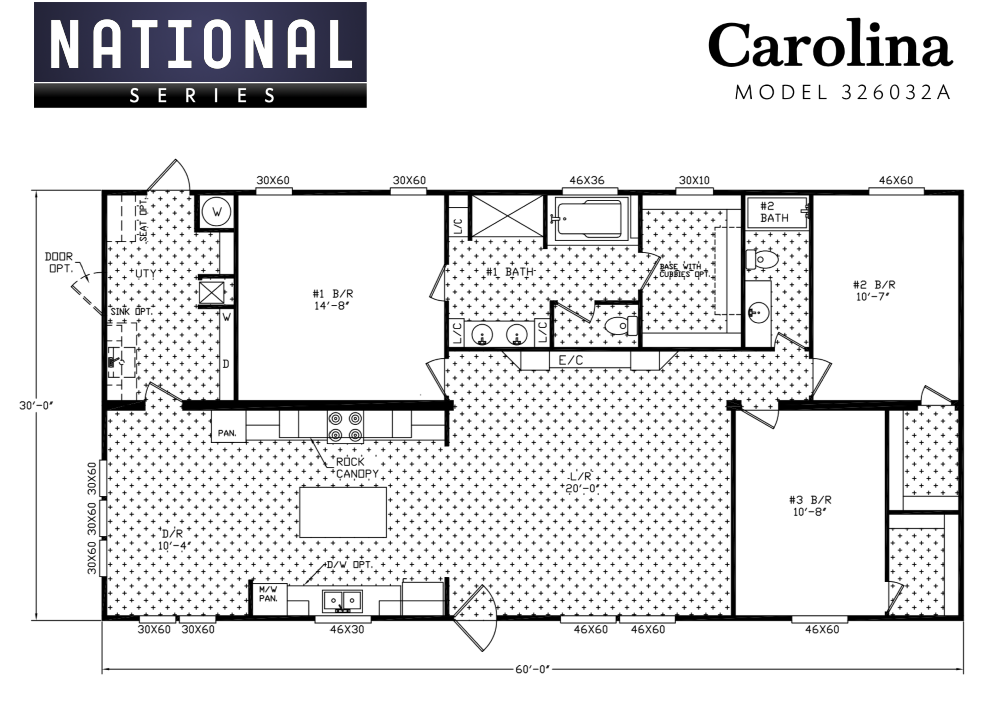 NATIONAL
SERIES
Carolina
MODEL 326032A
30X60
30X60
46X36
30X10
46X60
SEAT OPT.
W
L/C
#2
BATH
DOOR
OPT.
UTY
#1 BATH
BASE WITH
CUBBIES OPT.
#1 B/R
14'-8"
#2 B/R
10'-7"
SINK OPT.
W
D
L/C
L/C
E/C
30'-0"
PAN.
ROCK
CANOPY
30X60
30X60
30X60
L/R
20'-0"
#3 B/R
10'-8"
D/R
10'-4"
D/W OPT.
M/W
PAN.
30X60
30X60
46X30
46X60
46X60
46X60
60'-0"